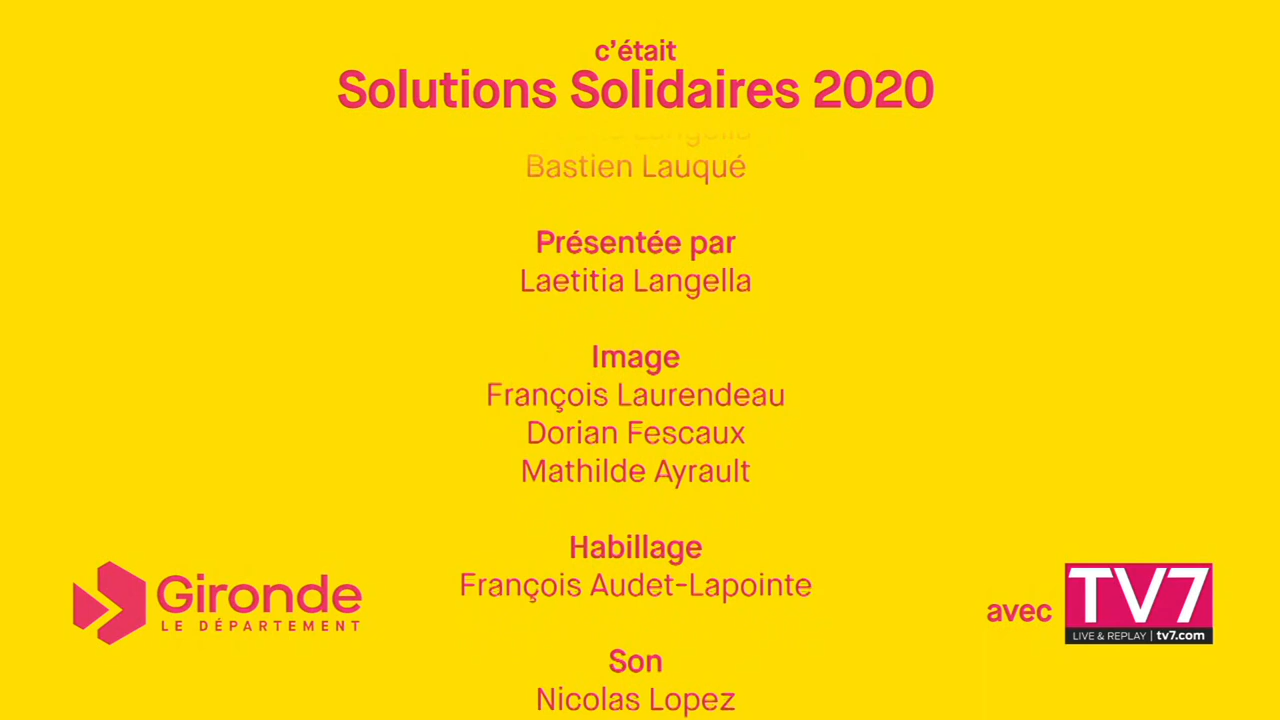 c'était
Solutions Solidaires 2020
Langella
Bastien Lauqué
Présentée par
Laetitia Langella
Image
François Laurendeau
Dorian Fescaux
Mathilde Ayrault
Habillage
François Audet-Lapointe
Son
Nicolas Lopez
Gironde
LE DÉPARTEMENT
avec
TV7
LIVE & REPLAY | tv7.com